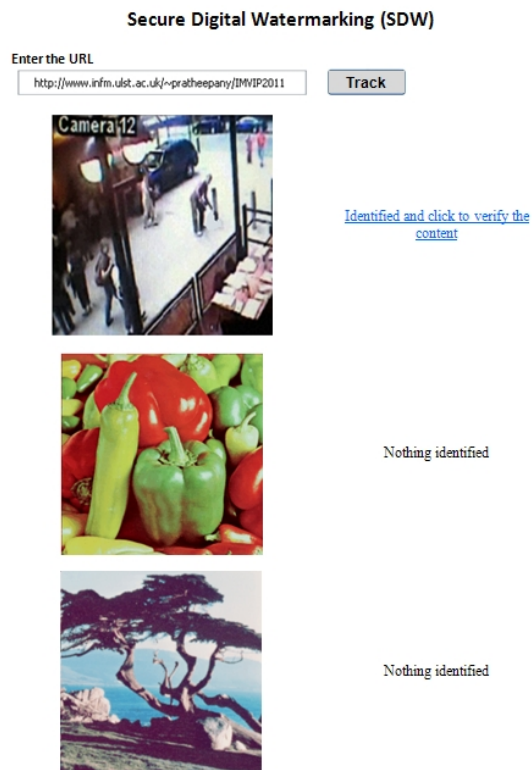 Secure Digital Watermarking (SDW)
Enter the URL
http://www.infm.ulst.ac.uk/~pratheepany/IMVIP2011
Track
Camera 12
Identified and click to verify the
content
Nothing identified
Nothing identified